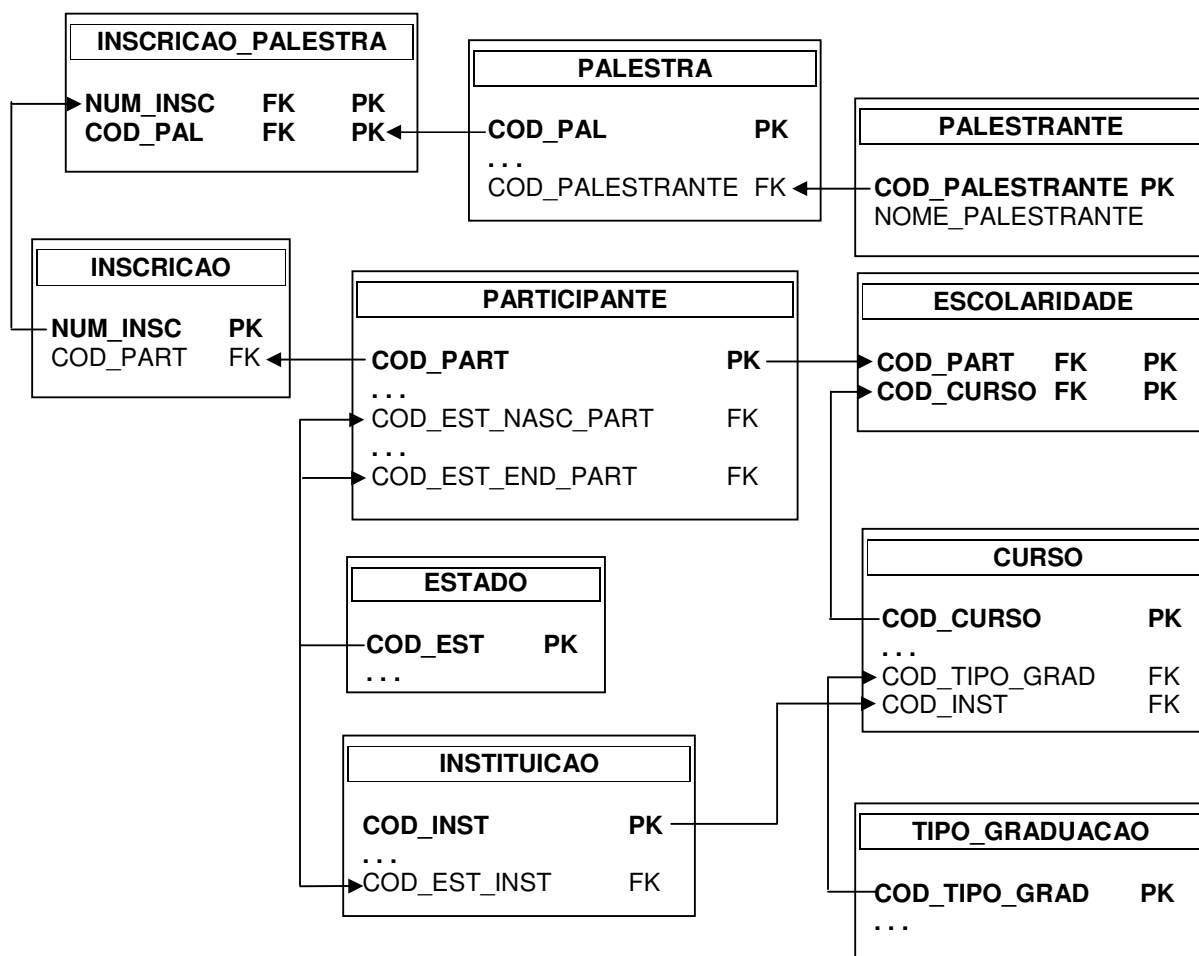 INSCRICAO_PALESTRA
NUM_INSC FK PK
COD_PAL FK PK
PALESTRA
COD_PAL PK
. . .
COD_PALESTRANTE FK
PALESTRANTE
COD_PALESTRANTE PK
NOME_PALESTRANTE
INSCRICAO
NUM_INSC PK
COD_PART FK
PARTICIPANTE
COD_PART PK
. . .
COD_EST_NASC_PART FK
. . .
COD_EST_END_PART FK
ESCOLARIDADE
COD_PART FK PK
COD_CURSO FK PK
ESTADO
COD_EST PK
. . .
CURSO
COD_CURSO PK
. . .
COD_TIPO_GRAD FK
COD_INST FK
INSTITUICAO
COD_INST PK
. . .
COD_EST_INST FK
TIPO_GRADUACAO
COD_TIPO_GRAD PK
. . .